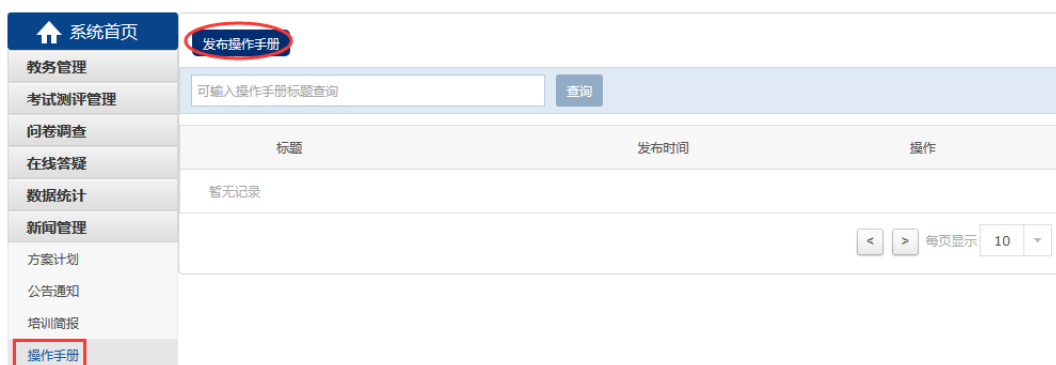 系统首页
发布操作手册
教务管理
可输入操作手册标题查询 查询
考试测评管理
问卷调查
标题 发布时间 操作
在线答疑
数据统计
暂无记录
新闻管理
< > 每页显示 10
方案计划
公告通知
培训简报
操作手册